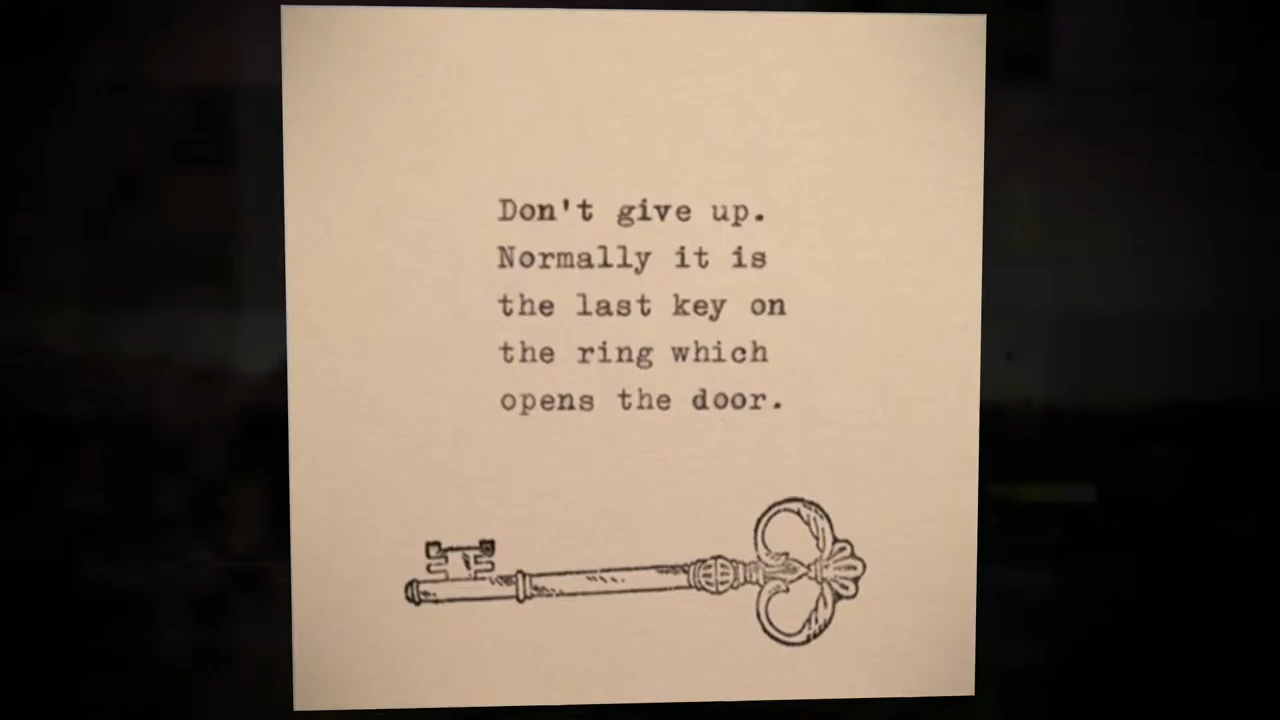 Don't give up.
Normally it is
the last key on
the ring which
opens the door.